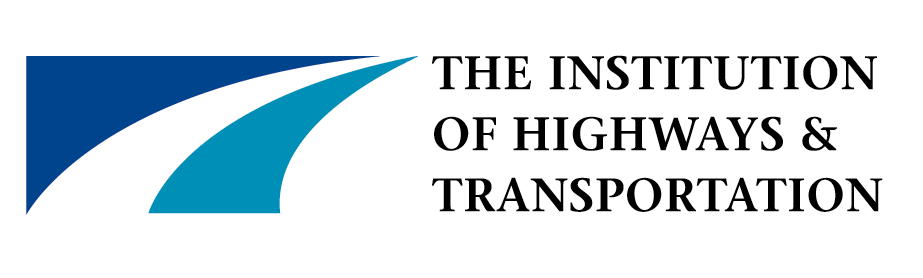 THE INSTITUTION
OF HIGHWAYS &
TRANSPORTATION